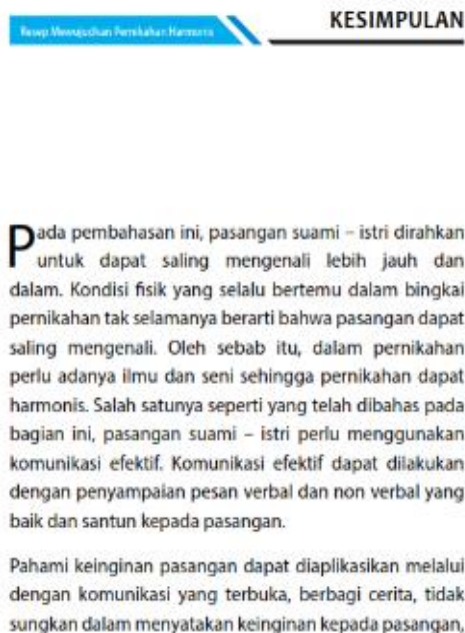 Resep Mewujudkan Pernikahan Harmonis
KESIMPULAN
Pada pembahasan ini, pasangan suami – istri dirahkan
untuk dapat saling mengenali lebih jauh dan
dalam. Kondisi fisik yang selalu bertemu dalam bingkai
pernikahan tak selamanya berarti bahwa pasangan dapat
saling mengenali. Oleh sebab itu, dalam pernikahan
perlu adanya ilmu dan seni sehingga pernikahan dapat
harmonis. Salah satunya seperti yang telah dibahas pada
bagian ini, pasangan suami – istri perlu menggunakan
komunikasi efektif. Komunikasi efektif dapat dilakukan
dengan penyampaian pesan verbal dan non verbal yang
baik dan santun kepada pasangan.
Pahami keinginan pasangan dapat diaplikasikan melalui
dengan komunikasi yang terbuka, berbagi cerita, tidak
sungkan dalam menyatakan keinginan kepada pasangan,